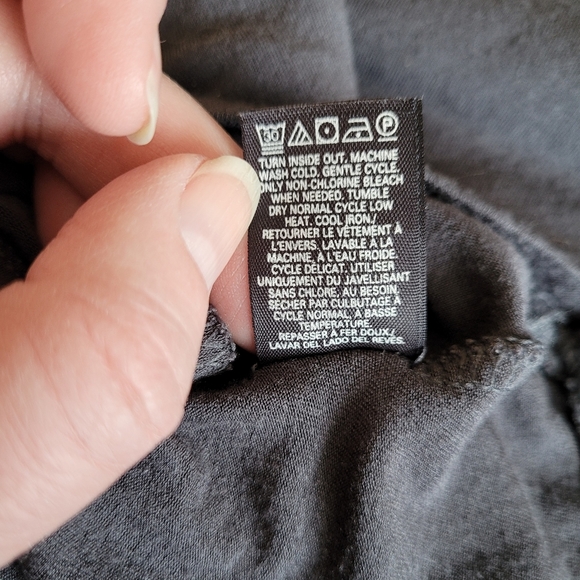 30 P
TURN INSIDE OUT. MACHINE
WASH COLD. GENTLE CYCLE.
ONLY NON-CHLORINE BLEACH
WHEN NEEDED. TUMBLE
DRY NORMAL CYCLE LOW
HEAT. COOL IRON./
RETOURNER LE VÊTEMENT À
L'ENVERS. LAVABLE À LA
MACHINE, À L'EAU FROIDE.
CYCLE DÉLICAT. UTILISER
UNIQUEMENT DU JAVELLISANT
SANS CHLORE, AU BESOIN.
SÉCHER PAR CULBUTAGE À
CYCLE NORMAL, À BASSE
TEMPÉRATURE.
REPASSER À FER DOUX./
LAVAR DEL LADO DEL REVÉS.